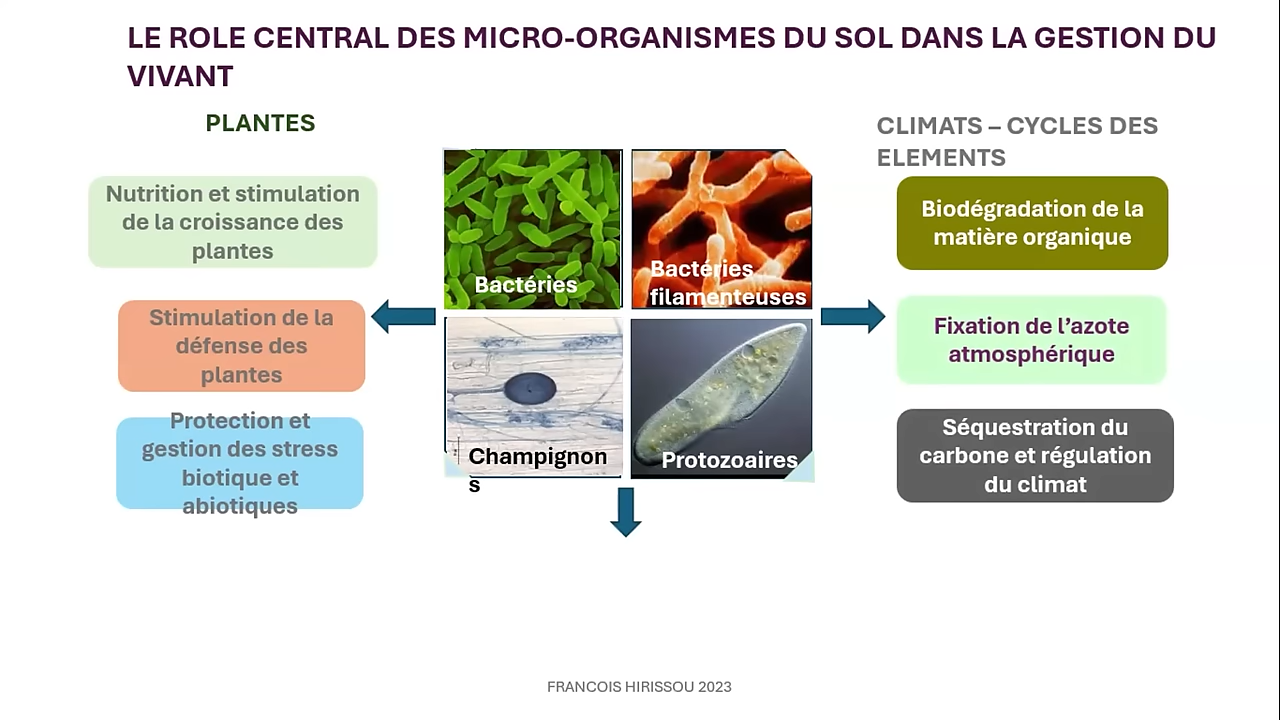 LE ROLE CENTRAL DES MICRO-ORGANISMES DU SOL DANS LA GESTION DU
VIVANT
PLANTES
Nutrition et stimulation
de la croissance des
plantes
Stimulation de la
défense des
plantes
Protection et
gestion des stress
biotique et
abiotiques
Bactéries
Bactéries
filamenteuses
Champignon
s
Protozoaires
CLIMATS – CYCLES DES
ELEMENTS
Biodégradation de la
matière organique
Fixation de l’azote
atmosphérique
Séquestration du
carbone et régulation
du climat
FRANCOIS HIRISSOU 2023